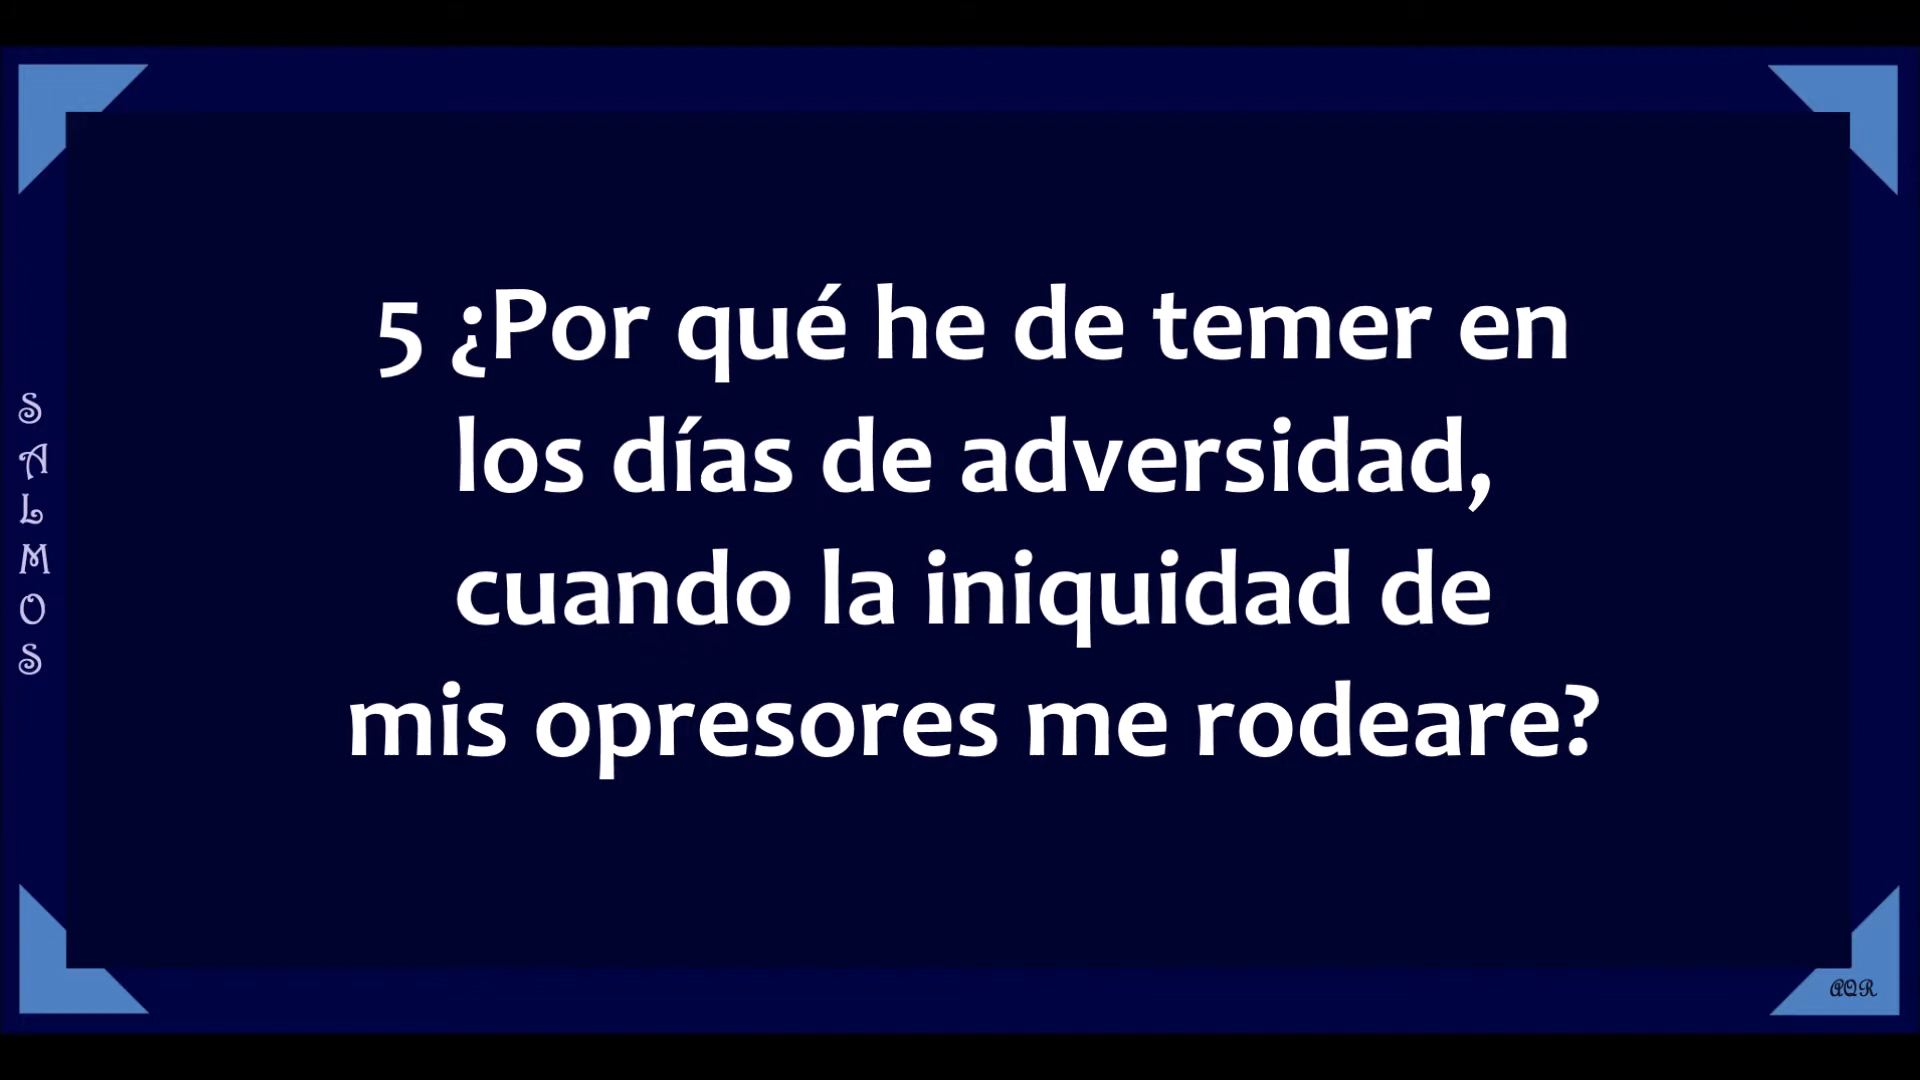 5 ¿Por qué he de temer en
los días de adversidad,
cuando la iniquidad de
mis opresores me rodeare?
SALMOS
AQR